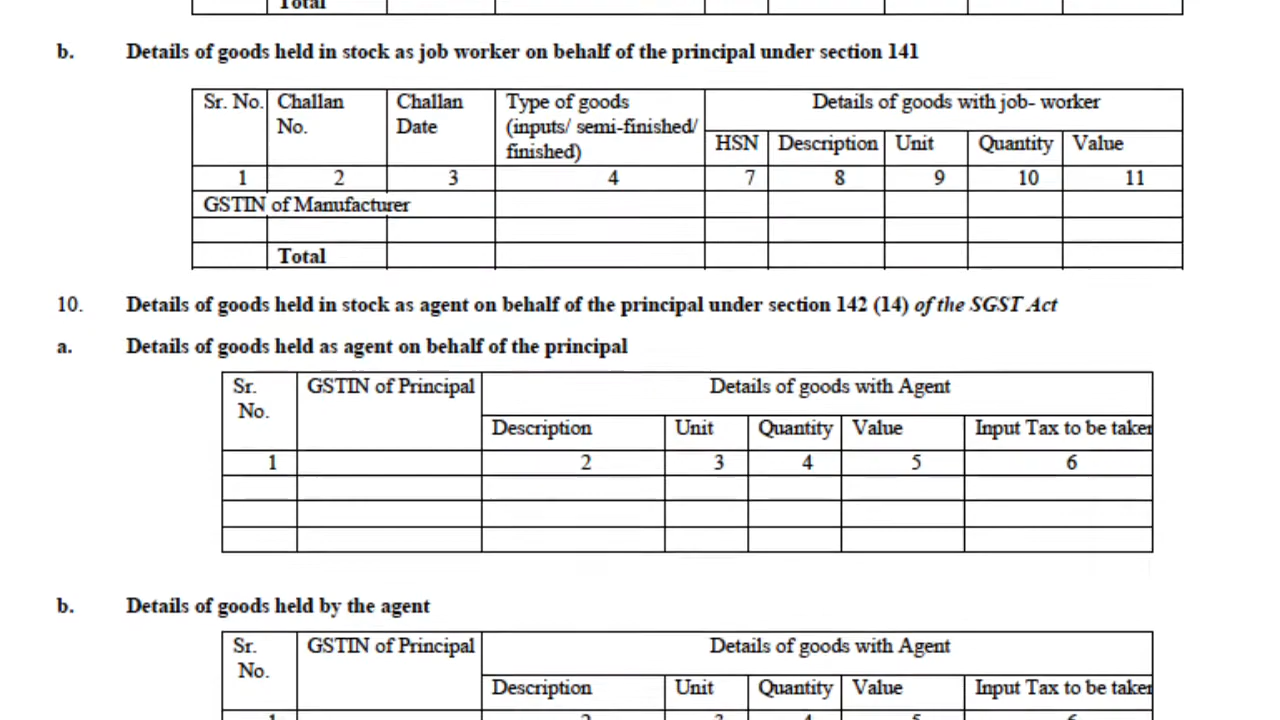 Total
b. Details of goods held in stock as job worker on behalf of the principal under section 141
Sr. No. Challan Challan Type of goods Details of goods with job- worker
No. Date (inputs/ semi-finished/
finished) HSN Description Unit Quantity Value
1 2 3 4 7 8 9 10 11
GSTIN of Manufacturer
Total
10. Details of goods held in stock as agent on behalf of the principal under section 142 (14) of the SGST Act
a. Details of goods held as agent on behalf of the principal
Sr. GSTIN of Principal Details of goods with Agent
No.
Description Unit Quantity Value Input Tax to be taken
1 2 3 4 5 6
b. Details of goods held by the agent
Sr. GSTIN of Principal Details of goods with Agent
No.
Description Unit Quantity Value Input Tax to be taken
1 2 3 4 5 6